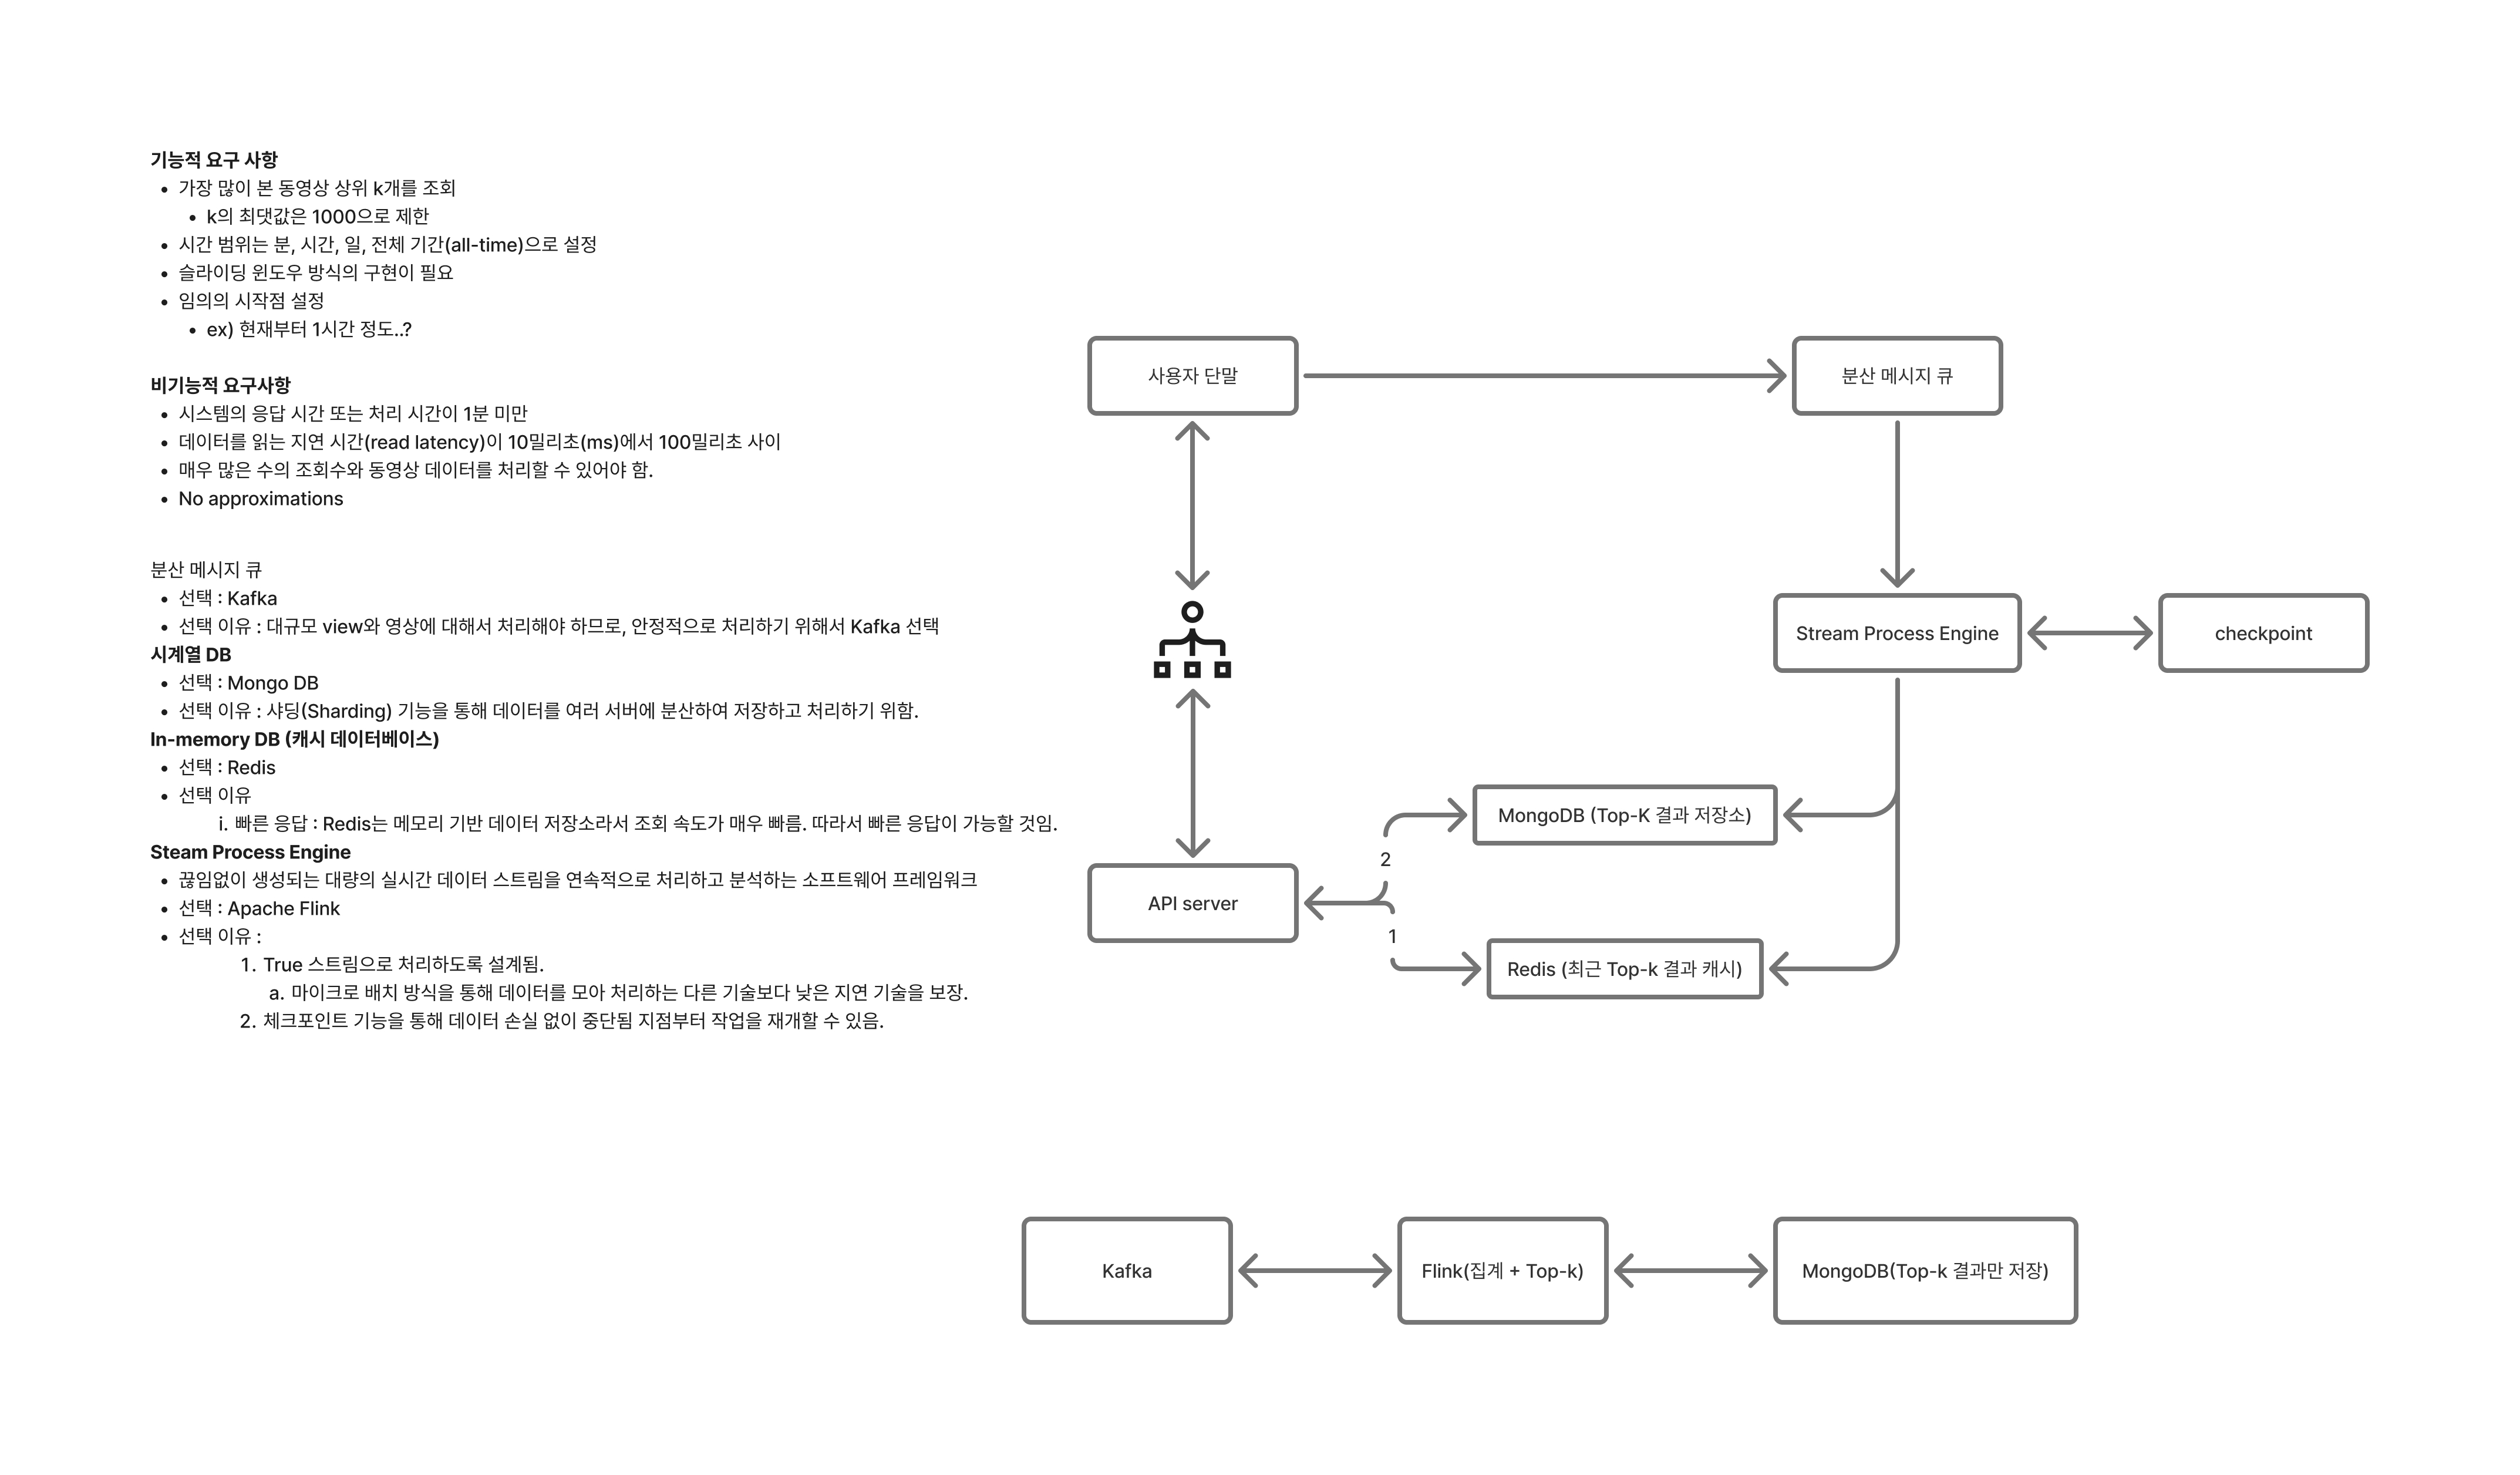 기능적 요구 사항
가장 많이 본 동영상 상위 k개를 조회
k의 최댓값은 1000으로 제한
시간 범위는 분, 시간, 일, 전체 기간(all-time)으로 설정
슬라이딩 윈도우 방식의 구현이 필요
임의의 시작점 설정
ex) 현재부터 1시간 정도..?
비기능적 요구사항
시스템의 응답 시간 또는 처리 시간이 1분 미만
데이터를 읽는 지연 시간(read latency)이 10밀리초(ms)에서 100밀리초 사이
매우 많은 수의 조회수와 동영상 데이터를 처리할 수 있어야 함.
No approximations
분산 메시지 큐
선택 : Kafka
선택 이유 : 대규모 view와 영상에 대해서 처리해야 하므로, 안정적으로 처리하기 위해서 Kafka 선택
시계열 DB
선택 : Mongo DB
선택 이유 : 샤딩(Sharding) 기능을 통해 데이터를 여러 서버에 분산하여 저장하고 처리하기 위함.
In-memory DB (캐시 데이터베이스)
선택 : Redis
선택 이유
i. 빠른 응답 : Redis는 메모리 기반 데이터 저장소라서 조회 속도가 매우 빠름. 따라서 빠른 응답이 가능할 것임.
Steam Process Engine
끊임없이 생성되는 대량의 실시간 데이터 스트림을 연속적으로 처리하고 분석하는 소프트웨어 프레임워크
선택 : Apache Flink
선택 이유 :
1. True 스트림으로 처리하도록 설계됨.
a. 마이크로 배치 방식을 통해 데이터를 모아 처리하는 다른 기술보다 낮은 지연 기술을 보장.
2. 체크포인트 기능을 통해 데이터 손실 없이 중단됨 지점부터 작업을 재개할 수 있음.
사용자 단말
분산 메시지 큐
Stream Process Engine
checkpoint
MongoDB (Top-K 결과 저장소)
2
API server
1
Redis (최근 Top-k 결과 캐시)
Kafka
Flink(집계 + Top-k)
MongoDB(Top-k 결과만 저장)